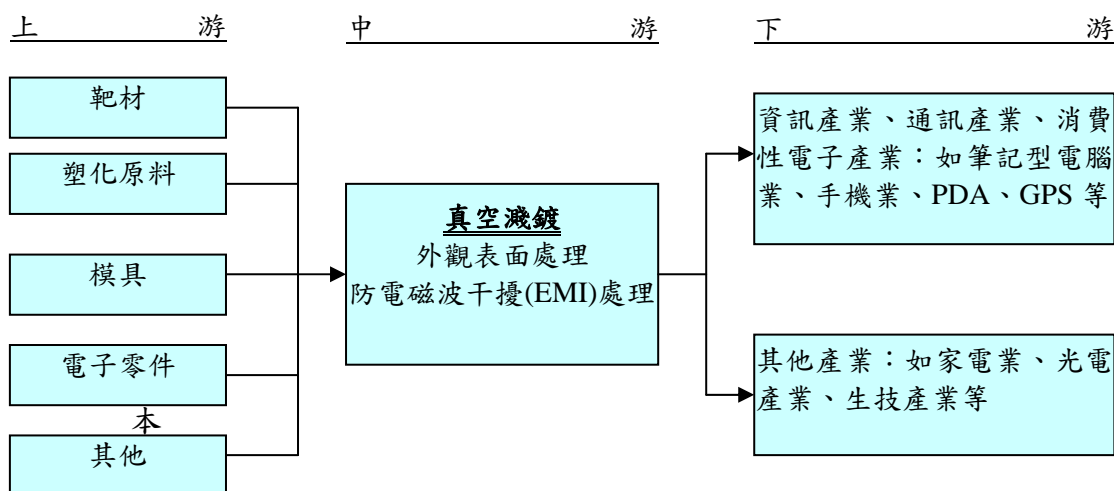 上游
中游
下游
靶材
塑化原料
模具
電子零件
本
其他
真空濺鍍
外觀表面處理
防電磁波干擾(EMI)處理
資訊產業、通訊產業、消費
性電子產業：如筆記型電腦
業、手機業、PDA、GPS 等
其他產業：如家電業、光電
產業、生技產業等